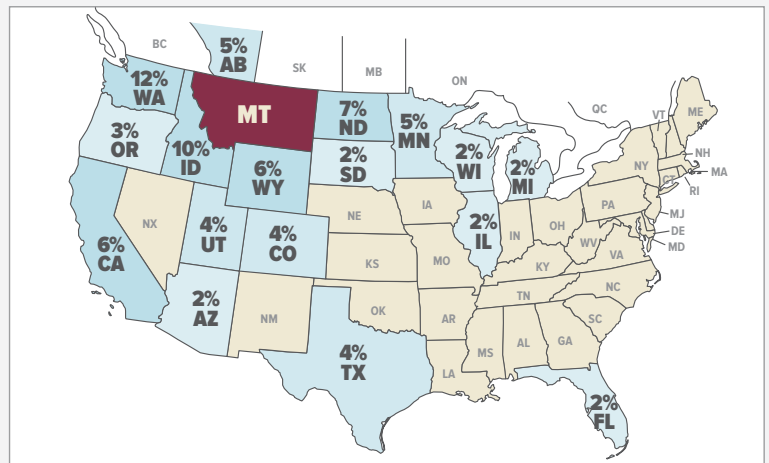 BC
5%
AB
SK
MB
ON
QC
12%
WA
MT
7%
ND
5%
MN
VT
ME
3%
OR
10%
ID
6%
WY
2%
SD
2%
WI
2%
MI
NY
NH
MA
CT
RI
NX
4%
UT
4%
CO
NE
IA
2%
IL
IN
OH
PA
MJ
DE
MD
6%
CA
KS
MO
WV
VA
KY
2%
AZ
NM
OK
AR
TN
NC
SC
4%
TX
LA
MS
AL
GA
2%
FL